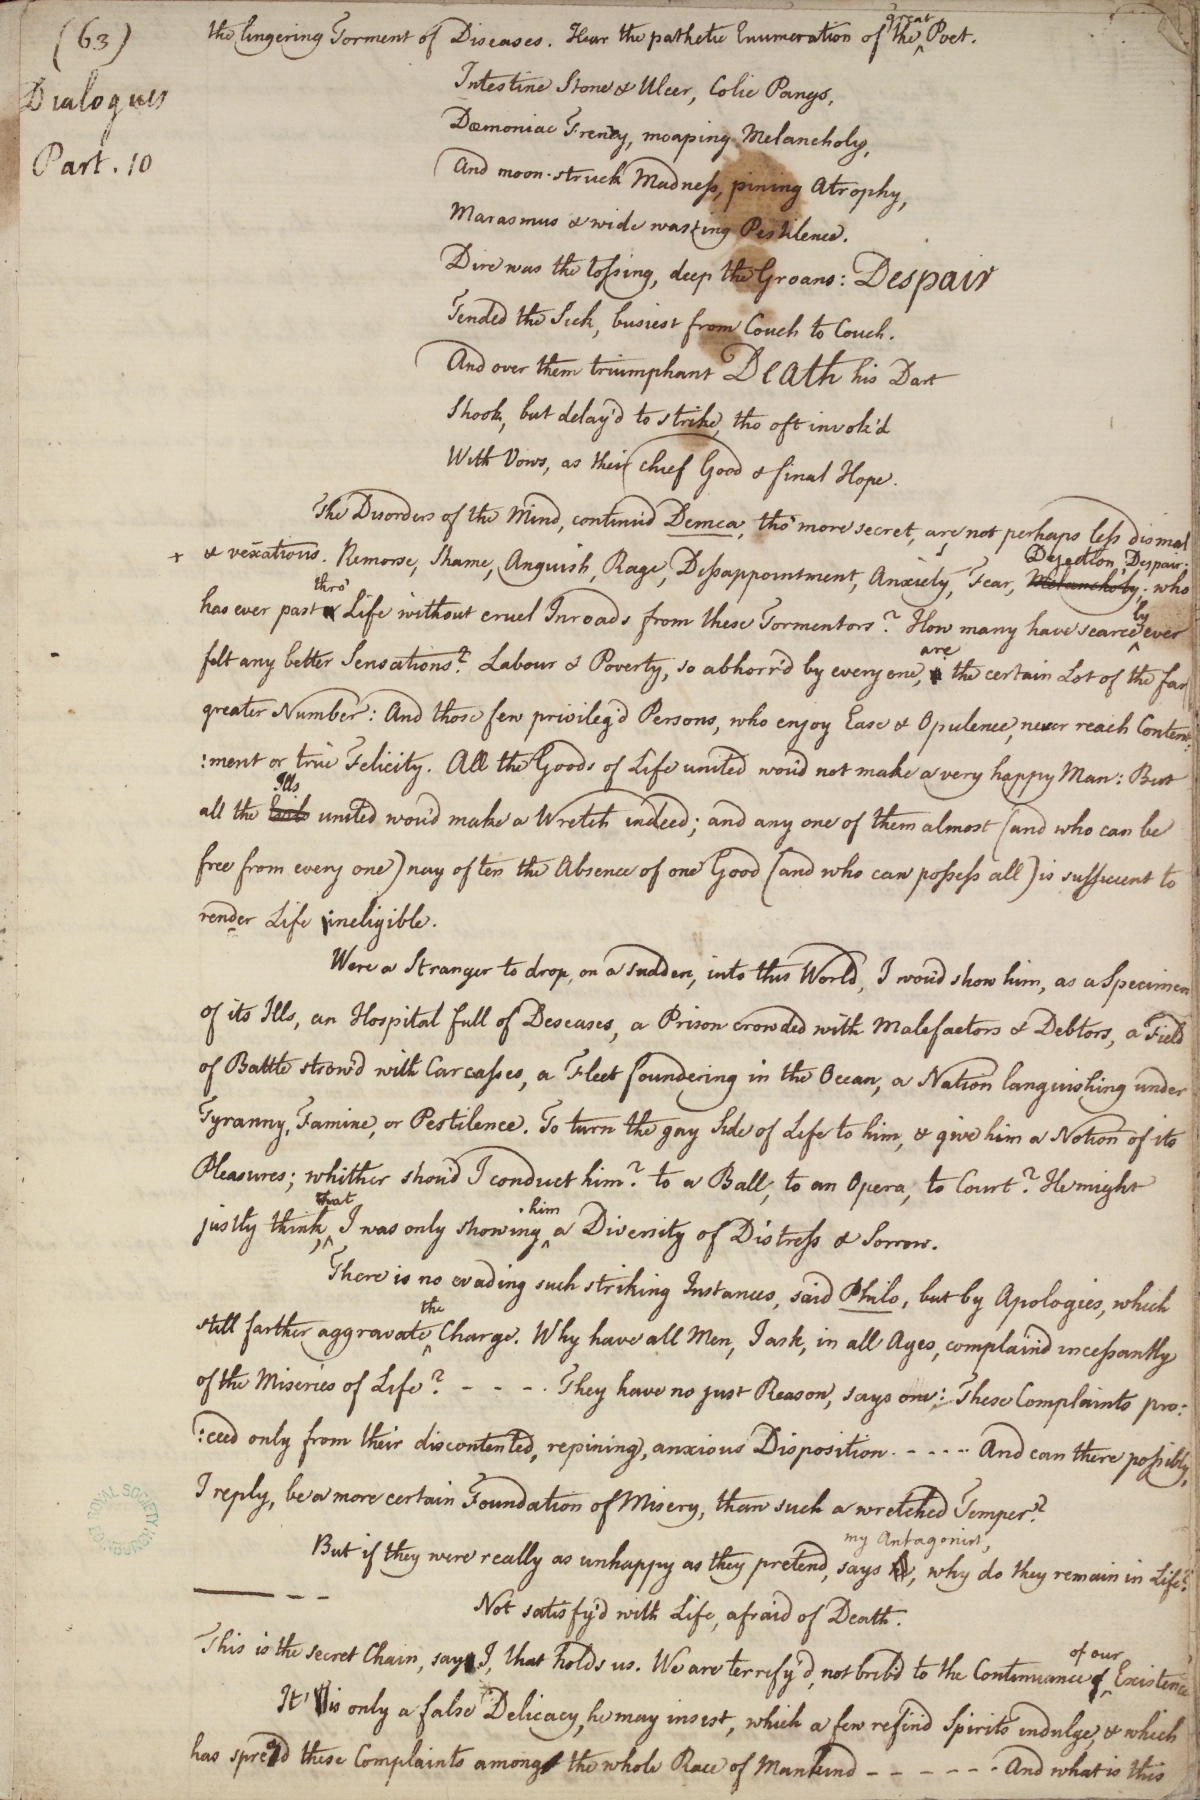 (63)
Dialogues
Part. 10
the lingering Torment of Diseases. Hear the pathetic Enumeration of the great Poet.
Intestine Stone & Ulcer, Colic Pangs,
Dæmoniac Frenzy, moaping Melancholy,
And moon-struck Madness, pining Atrophy,
Marasmus & wide wasting Pestilence.
Dire was the tossing, deep the Groans: Despair
Tended the Sick, busiest from Couch to Couch.
And over them triumphant Death his Dart
Shook, but delay'd to strike, tho oft invok'd
With Vows, as their chief Good & final Hope.
The Disorders of the Mind, continu'd Demea, tho' more secret, are not perhaps less dismal
+ & vexatious. Remorse, Shame, Anguish, Rage, Dissappointment, Anxiety, Fear, Melancholy Dejection, Despair: who
has ever past thro' Life without cruel Inroads from these Tormentors? How many have scarcely ever
felt any better Sensations? Labour & Poverty, so abhorr'd by every one, are the certain Lot of the far
greater Number: And those few privileg'd Persons, who enjoy Ease & Opulence, never reach Content:
:ment or true Felicity. All the Goods of Life united wou'd not make a very happy Man: But
all the Evils Ills united wou'd make a Wretch indeed; and any one of them almost (and who can be
free from every one) nay often the Absence of one Good (and who can possess all) is sufficient to
render Life ineligible.
Were a Stranger to drop, on a sudden, into this World, I wou'd show him, as a Specimen
of its Ills, an Hospital full of Deseases, a Prison crowded with Malefactors & Debtors, a Field
of Battle strow'd with Carcasses, a Fleet foundering in the Ocean, a Nation languishing under
Tyranny, Famine, or Pestilence. To turn the gay Side of Life to him, & give him a Notion of its
Pleasures; whither shou'd I conduct him? to a Ball, to an Opera, to Court? He might
justly think, that I was only showing him a Diversity of Distress & Sorrow.
There is no evading such striking Instances, said Philo, but by Apologies, which
still farther aggravate the Charge. Why have all Men, I ask, in all Ages, complain'd incessantly
of the Miseries of Life? - - - . They have no just Reason, says one: These Complaints pro:
:ceed only from their discontented, repining, anxious Disposition. - - - - And can there possibly,
I reply, be a more certain Foundation of Misery, than such a wretched Temper?
But if they were really as unhappy as they pretend, says my Antagonist, why do they remain in Life?
Not satisfy'd with Life, afraid of Death.
This is the secret Chain, say I, that holds us. We are terrify'd, not brib'd to the Continuance of our Existence
It is only a false Delicacy, he may insist, which a few refin'd Spirits indulge, & which
has spread these Complaints among the whole Race of Mankind - - - - - - And what is this
ROYAL SOCIETY OF EDINBURGH